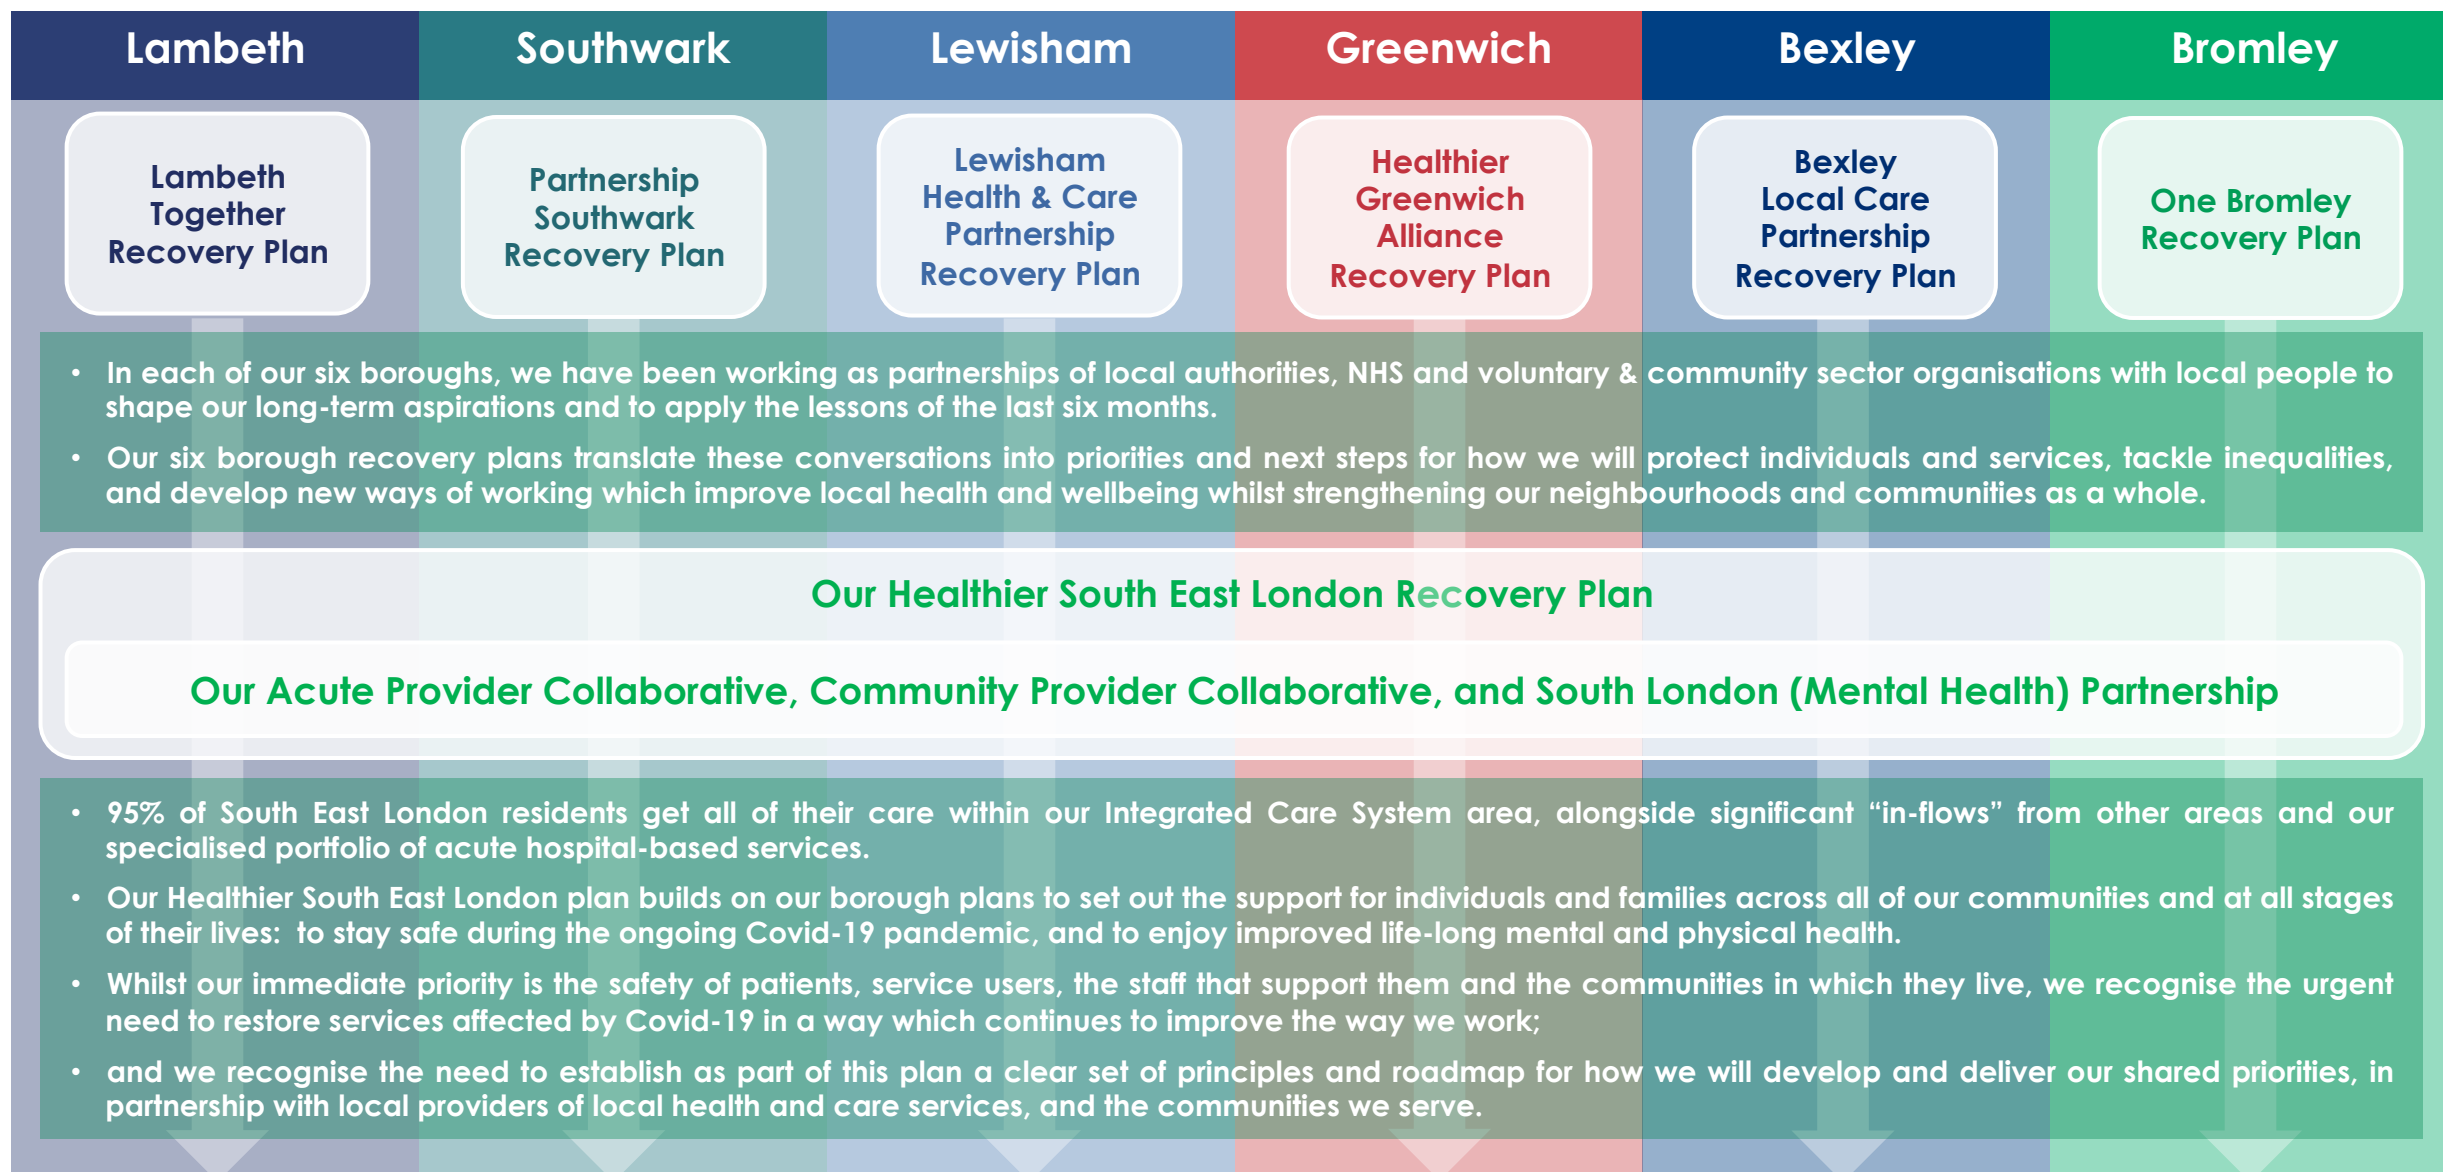 Lambeth
Southwark
Lewisham
Greenwich
Bexley
Bromley
Lambeth
Together
Recovery Plan
Partnership
Southwark
Recovery Plan
Lewisham
Health & Care
Partnership
Recovery Plan
Healthier
Greenwich
Alliance
Recovery Plan
Bexley
Local Care
Partnership
Recovery Plan
One Bromley
Recovery Plan
• In each of our six boroughs, we have been working as partnerships of local authorities, NHS and voluntary & community sector organisations with local people to
shape our long-term aspirations and to apply the lessons of the last six months.
• Our six borough recovery plans translate these conversations into priorities and next steps for how we will protect individuals and services, tackle inequalities,
and develop new ways of working which improve local health and wellbeing whilst strengthening our neighbourhoods and communities as a whole.
Our Healthier South East London Recovery Plan
Our Acute Provider Collaborative, Community Provider Collaborative, and South London (Mental Health) Partnership
• 95% of South East London residents get all of their care within our Integrated Care System area, alongside significant “in-flows” from other areas and our
specialised portfolio of acute hospital-based services.
• Our Healthier South East London plan builds on our borough plans to set out the support for individuals and families across all of our communities and at all stages
of their lives: to stay safe during the ongoing Covid-19 pandemic, and to enjoy improved life-long mental and physical health.
• Whilst our immediate priority is the safety of patients, service users, the staff that support them and the communities in which they live, we recognise the urgent
need to restore services affected by Covid-19 in a way which continues to improve the way we work;
• and we recognise the need to establish as part of this plan a clear set of principles and roadmap for how we will develop and deliver our shared priorities, in
partnership with local providers of local health and care services, and the communities we serve.